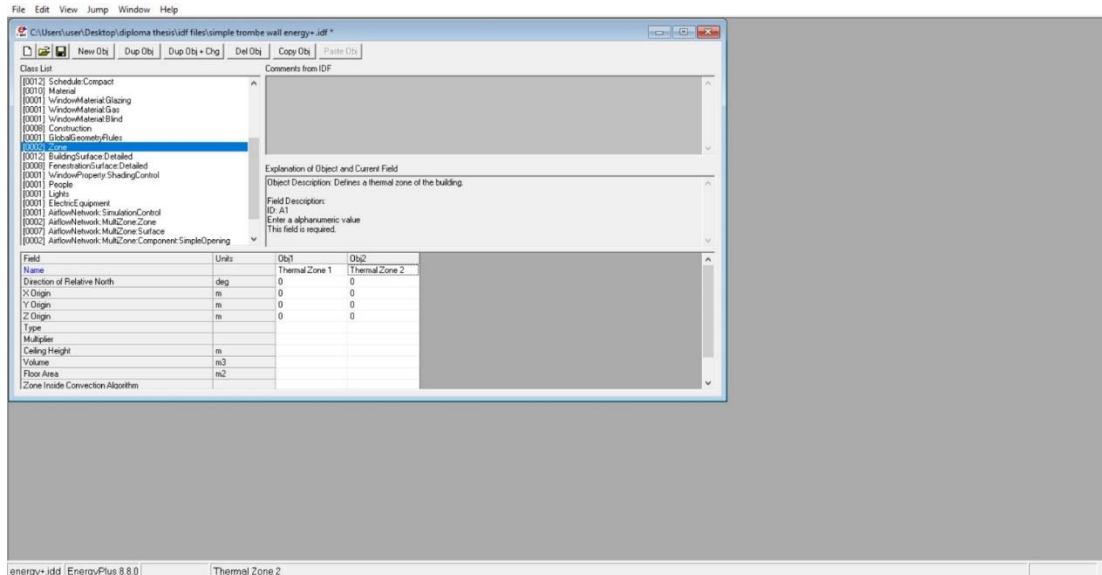 File Edit View Jump Window Help
C:\Users\user\Desktop\diploma thesis\idf files\simple trombe wall energy+.idf *
New Obj Dup Obj Dup Obj + Chg Del Obj Copy Obj Paste Obj
Class List
Comments from IDF
[0012] Schedule:Compact
[0010] Material
[0001] WindowMaterial:Glazing
[0001] WindowMaterial:Gas
[0001] WindowMaterial:Blind
[0008] Construction
[0001] GlobalGeometryRules
[0002] Zone
[0012] BuildingSurface:Detailed
[0008] FenestrationSurface:Detailed
[0001] WindowProperty:ShadingControl
[0001] People
[0001] Lights
[0001] ElectricEquipment
[0001] AirflowNetwork:SimulationControl
[0002] AirflowNetwork:MultiZone:Zone
[0007] AirflowNetwork:MultiZone:Surface
[0002] AirflowNetwork:MultiZone:Component:SimpleOpening
Explanation of Object and Current Field
Object Description: Defines a thermal zone of the building.
Field Description:
ID: A1
Enter a alphanumeric value
This field is required.
Field Units Obj1 Obj2
Name Thermal Zone 1 Thermal Zone 2
Direction of Relative North deg 0 0
X Origin m 0 0
Y Origin m 0 0
Z Origin m 0 0
Type
Multiplier
Ceiling Height m
Volume m3
Floor Area m2
Zone Inside Convection Algorithm
energy+.idd EnergyPlus 8.8.0 Thermal Zone 2